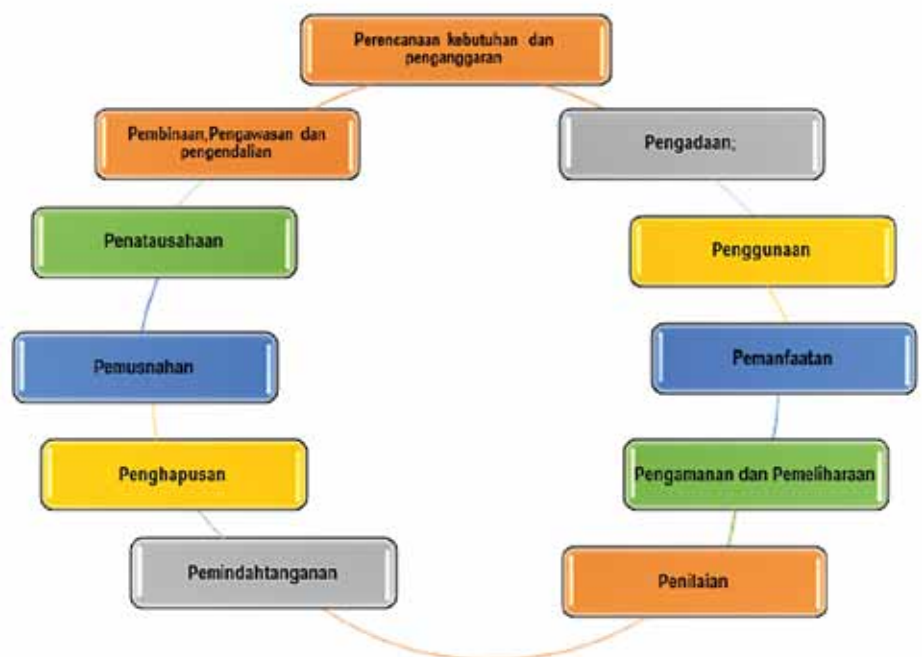 Perencanaan kebutuhan dan
penganggaran
Pengadaan;
Penggunaan
Pemanfaatan
Pengamanan dan Pemeliharaan
Penilaian
Pemindahtanganan
Penghapusan
Pemusnahan
Penatausahaan
Pembinaan,Pengawasan dan
pengendalian